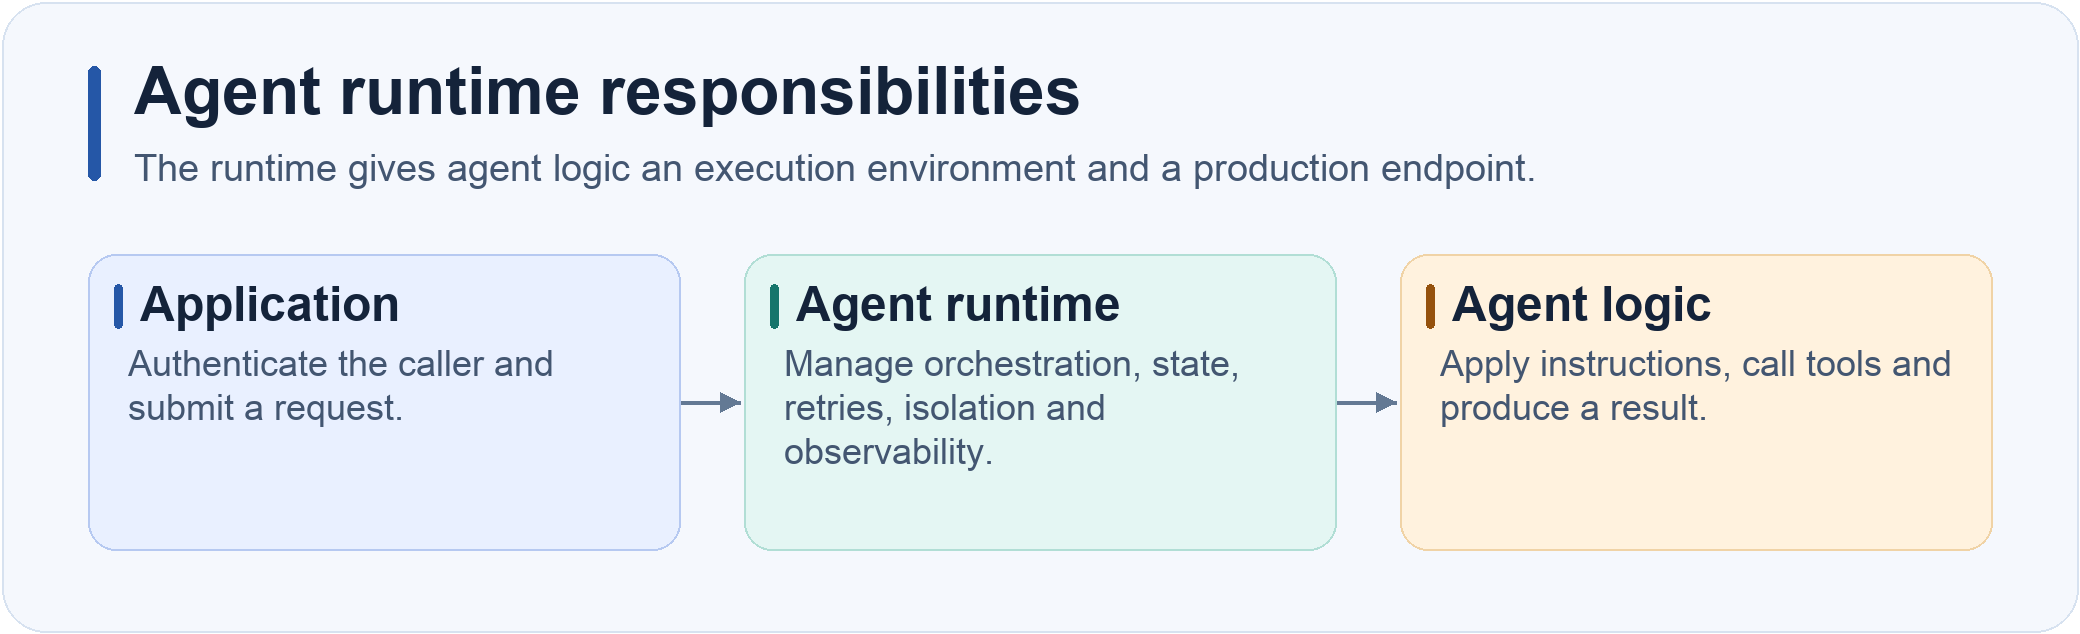 Agent runtime responsibilities
The runtime gives agent logic an execution environment and a production endpoint.
Application
Authenticate the caller and
submit a request.
Agent runtime
Manage orchestration, state,
retries, isolation and
observability.
Agent logic
Apply instructions, call tools and
produce a result.